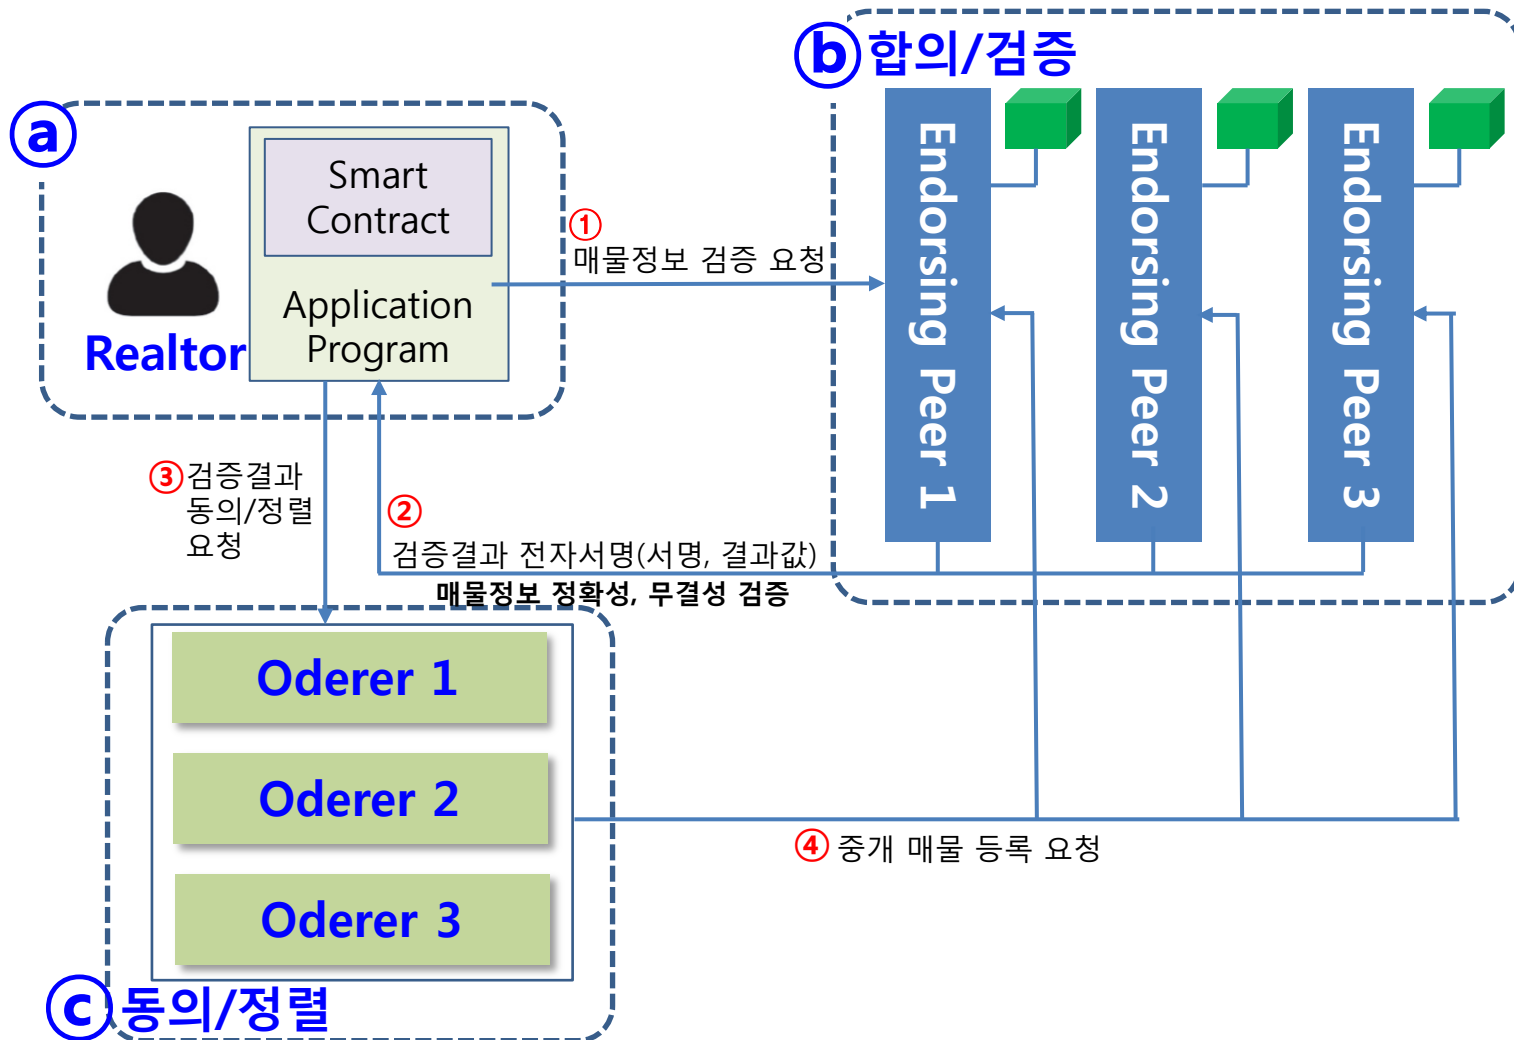 ⓐ
Smart
Contract
Application
Program
Realtor
① 매물정보 검증 요청
ⓑ 합의/검증
Endorsing Peer 1
Endorsing Peer 2
Endorsing Peer 3
② 검증결과 전자서명(서명, 결과값)
매물정보 정확성, 무결성 검증
③ 검증결과
동의/정렬
요청
Oderer 1
Oderer 2
Oderer 3
④ 중개 매물 등록 요청
ⓒ 동의/정렬